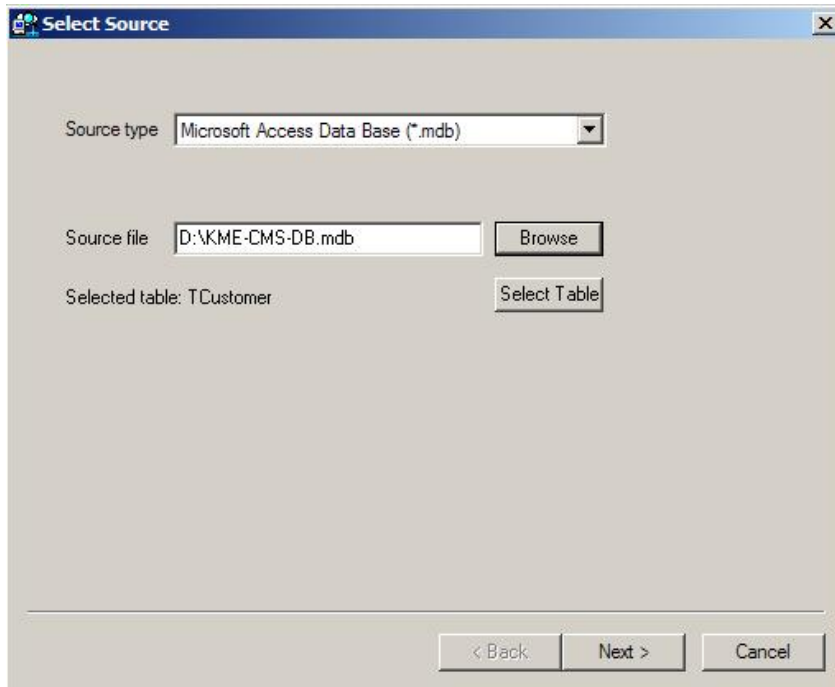 Select Source
Source type Microsoft Access Data Base (*.mdb)
Source file D:\KME-CMS-DB.mdb Browse
Selected table: TCustomer Select Table
< Back Next > Cancel